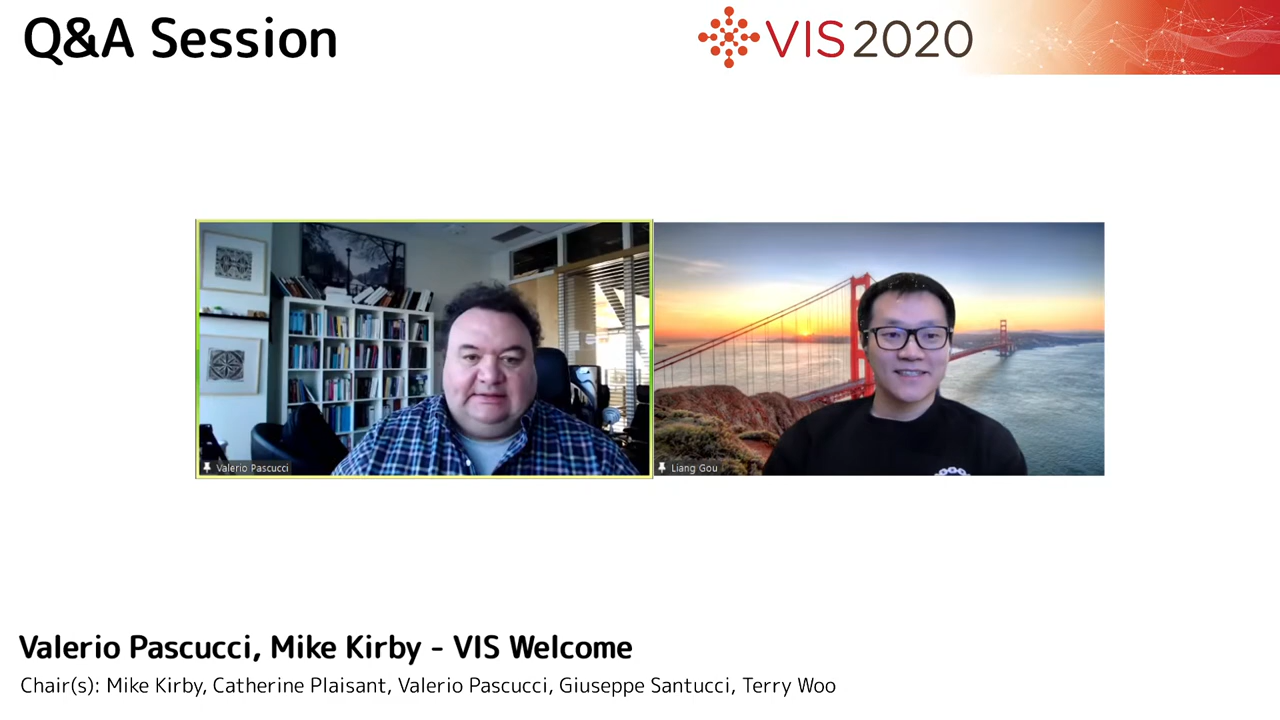 Q&A Session
VIS2020
Valerio Pascucci
Liang Gou
Valerio Pascucci, Mike Kirby - VIS Welcome
Chair(s): Mike Kirby, Catherine Plaisant, Valerio Pascucci, Giuseppe Santucci, Terry Woo